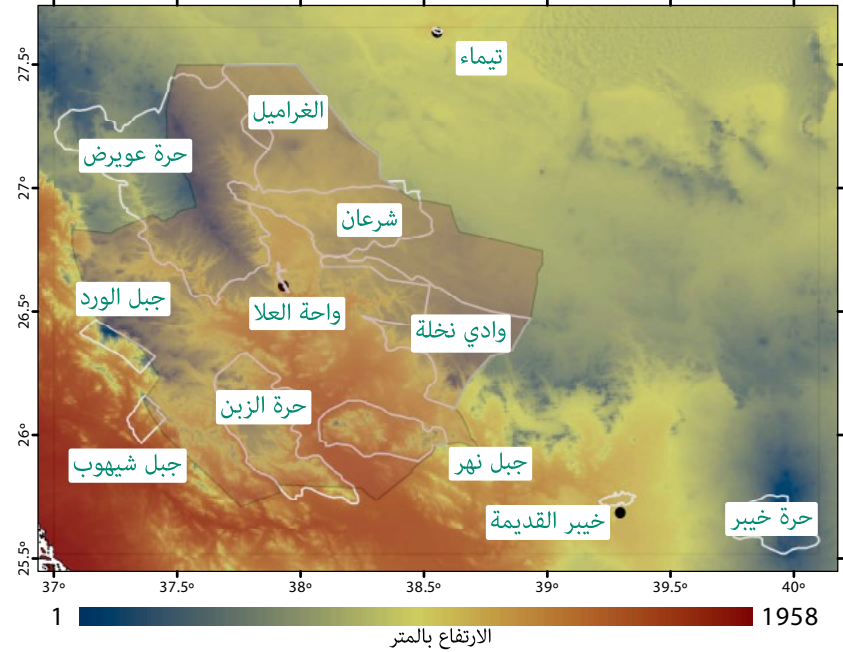 تيماء
27.5°
الغراميل
حرة عويرض
27°
شرعان
جبل الورد
واحة العلا
26.5°
وادي نخلة
حرة الزبن
26°
جبل شيهوب
جبل نهر
خيبر القديمة
حرة خيبر
25.5°
37° 37.5° 38° 38.5° 39° 39.5° 40°
1 1958
الارتفاع بالمتر